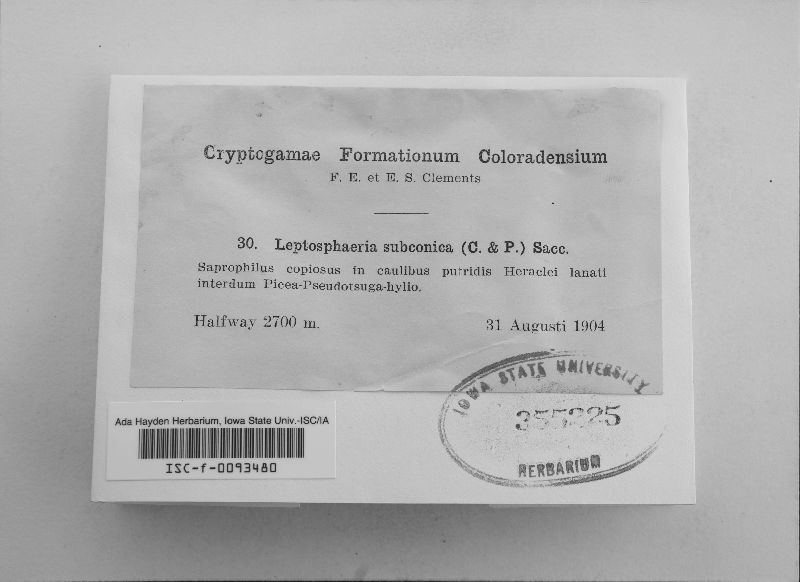 Cryptogamae Formationum Coloradensium
F. E. et E. S. Clements
30. Leptosphaeria subconica (C. & P.) Sacc.
Saprophilus copiosus in caulibus putridis Heraclei lanati
interdum Picea-Pseudotsuga-hylio.
Halfway 2700 m. 31 Augusti 1904
IOWA STATE UNIVERSITY
HERBARIUM
Ada Hayden Herbarium, Iowa State Univ.-ISC/IA
ISC-f-0093480